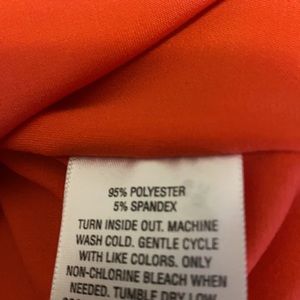 95% POLYESTER
5% SPANDEX
TURN INSIDE OUT. MACHINE
WASH COLD. GENTLE CYCLE
WITH LIKE COLORS. ONLY
NON-CHLORINE BLEACH WHEN
NEEDED. TUMBLE DRY LOW